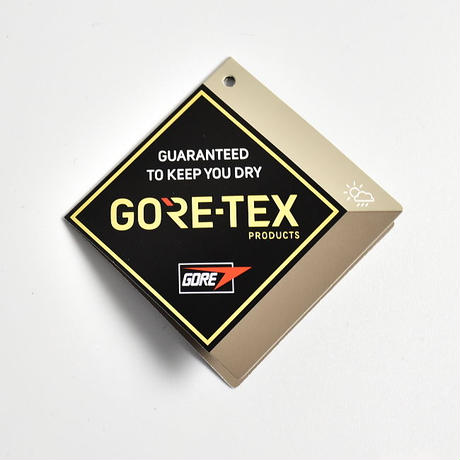 GUARANTEED
TO KEEP YOU DRY
GORE-TEX
PRODUCTS
GORE